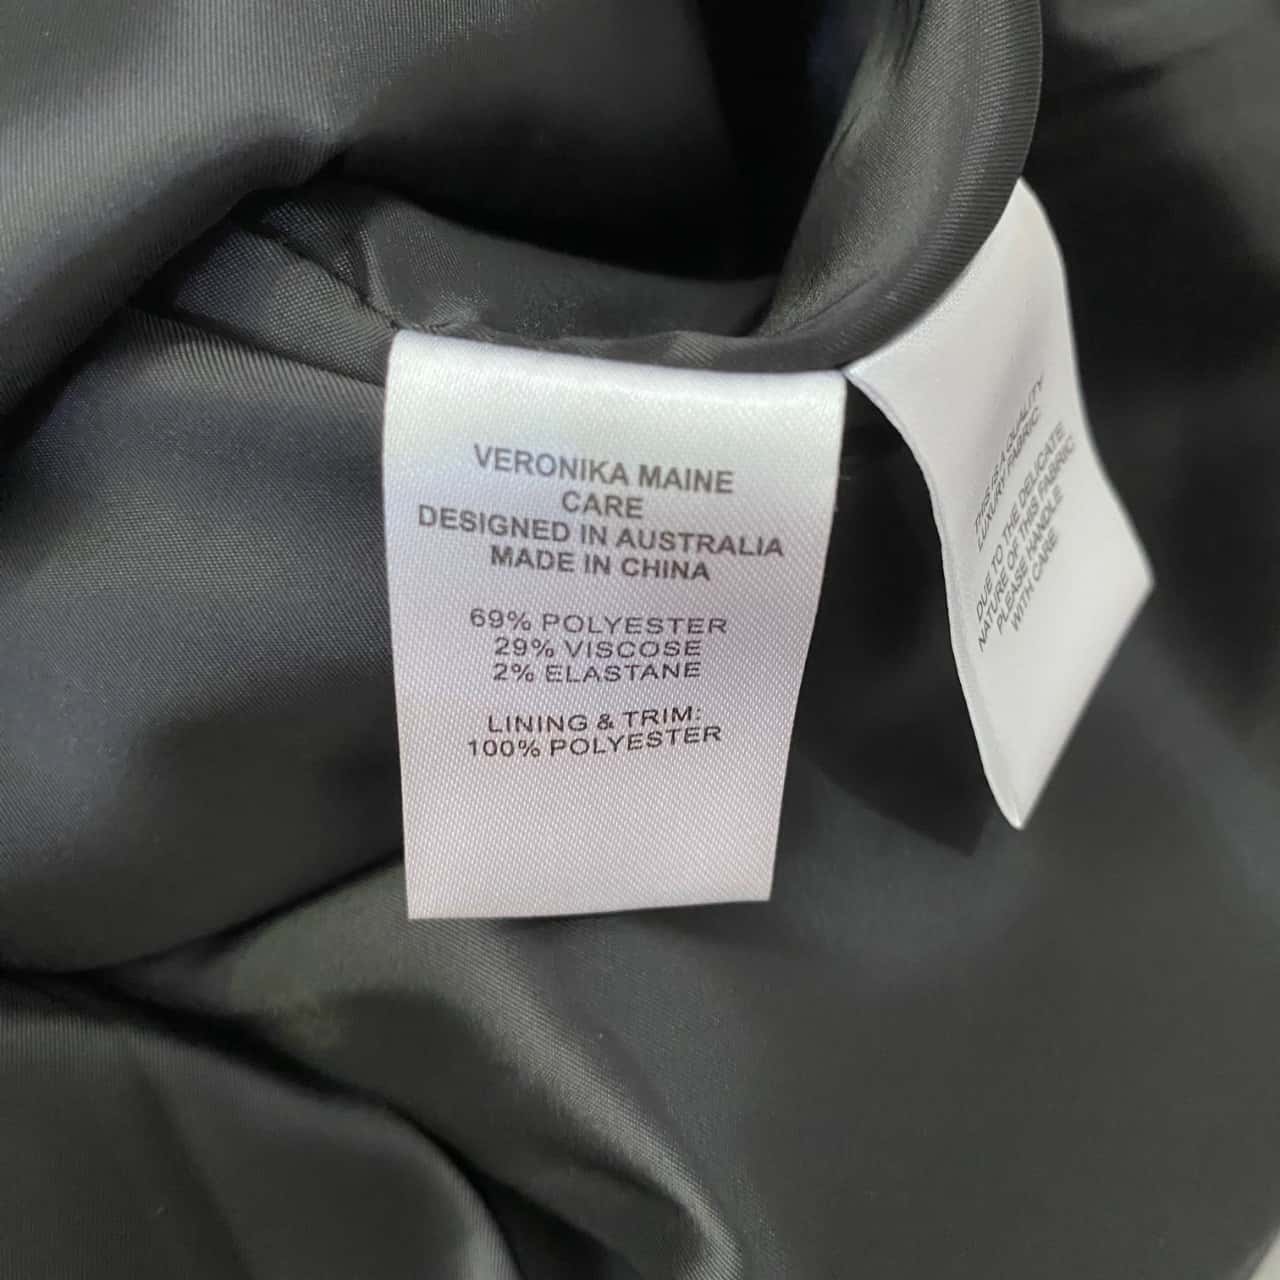 VERONIKA MAINE
CARE
DESIGNED IN AUSTRALIA
MADE IN CHINA
69% POLYESTER
29% VISCOSE
2% ELASTANE
LINING & TRIM:
100% POLYESTER
THIS IS A QUALITY
LUXURY FABRIC.
DUE TO THE DELICATE
NATURE OF THIS FABRIC
PLEASE HANDLE
WITH CARE